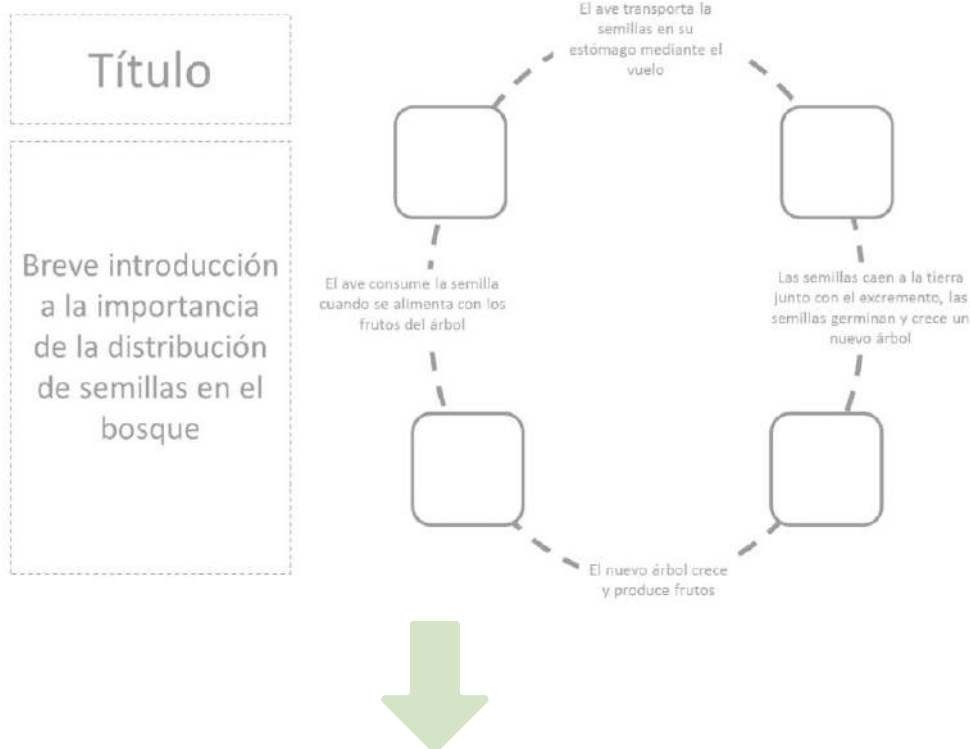 Título
Breve introducción
a la importancia
de la distribución
de semillas en el
bosque
El ave transporta la
semillas en su
estómago mediante el
vuelo
El ave consume la semilla
cuando se alimenta con los
frutos del árbol
Las semillas caen a la tierra
junto con el excremento, las
semillas germinan y crece un
nuevo árbol
El nuevo árbol crece
y produce frutos